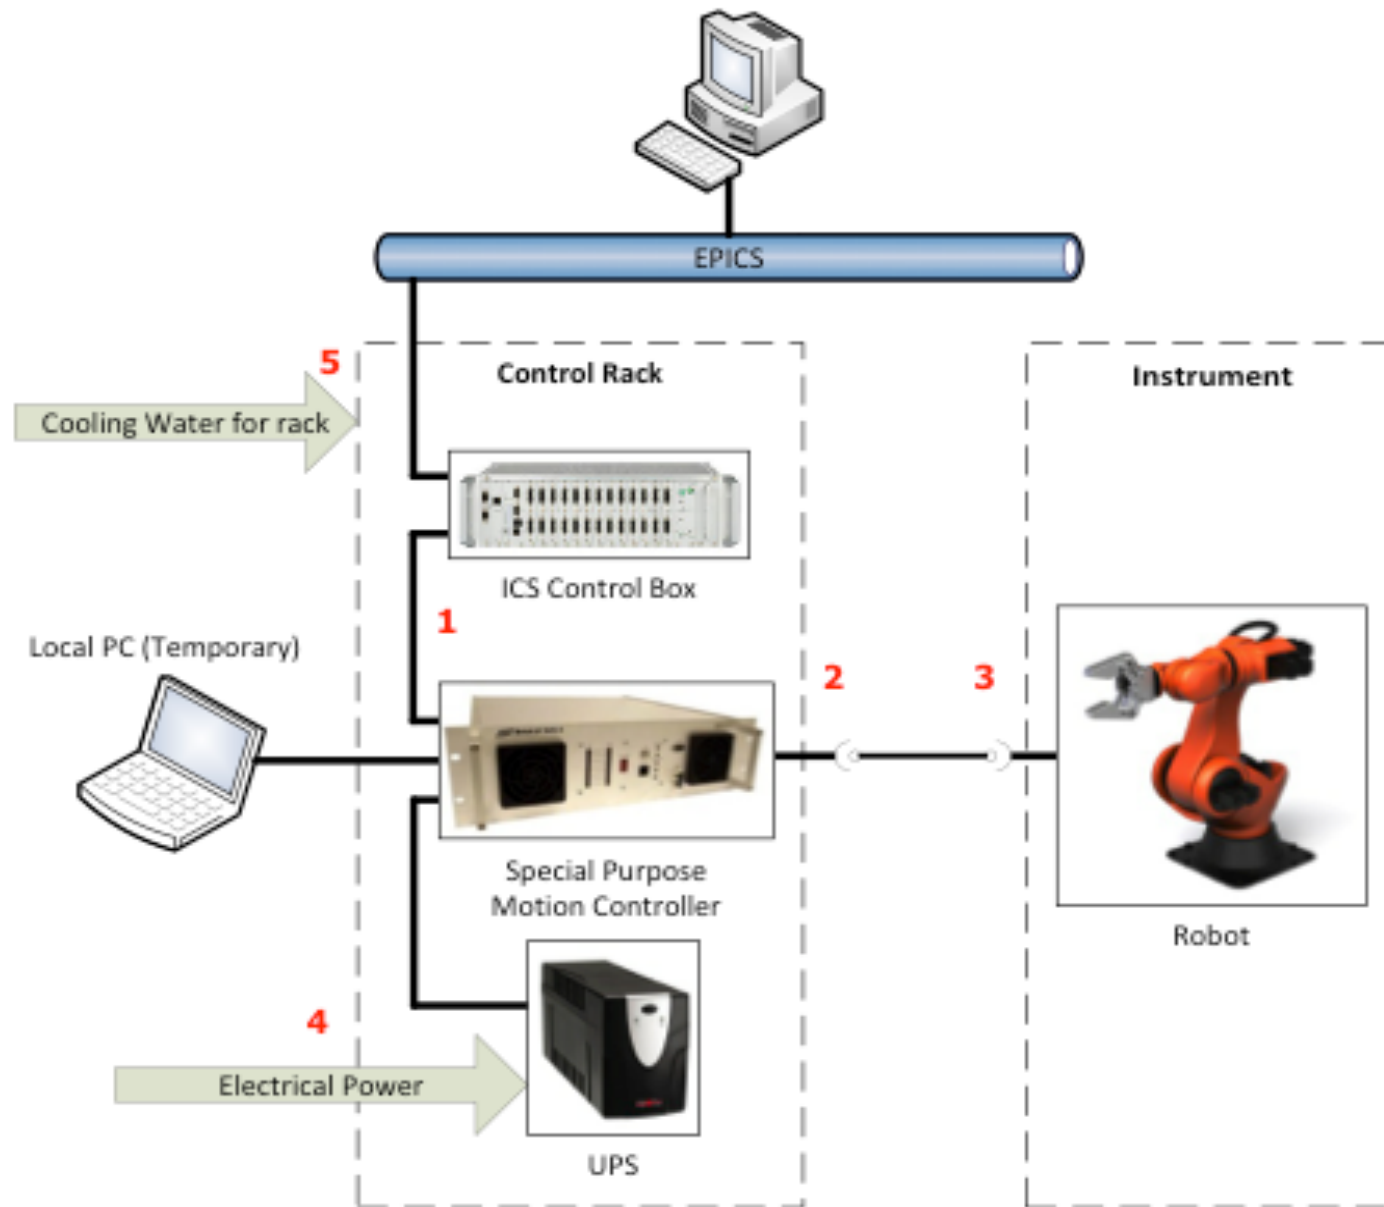 EPICS
5
Control Rack
Instrument
Cooling Water for rack
ICS Control Box
1
Local PC (Temporary)
2
3
Special Purpose
Motion Controller
Robot
4
Electrical Power
UPS